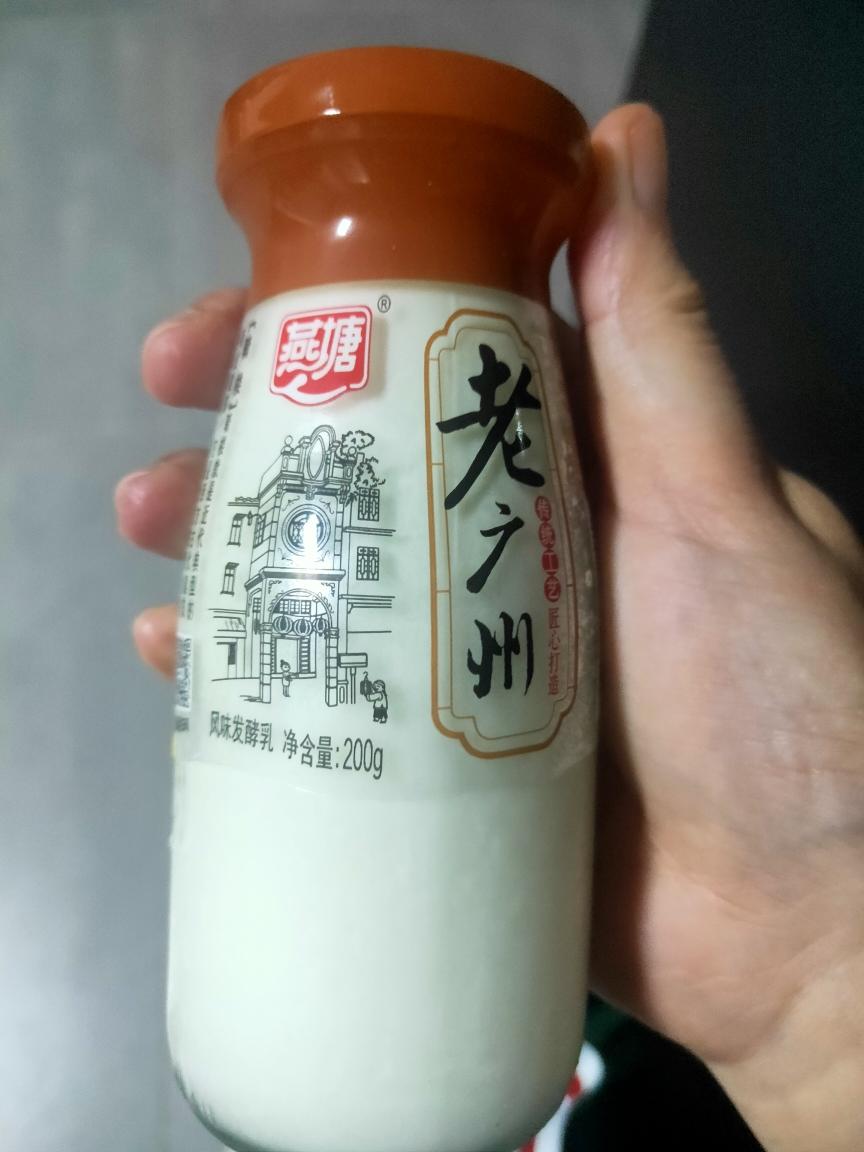 燕塘
®
老广州
传统工艺 匠心打造
风味发酵乳 净含量:200g